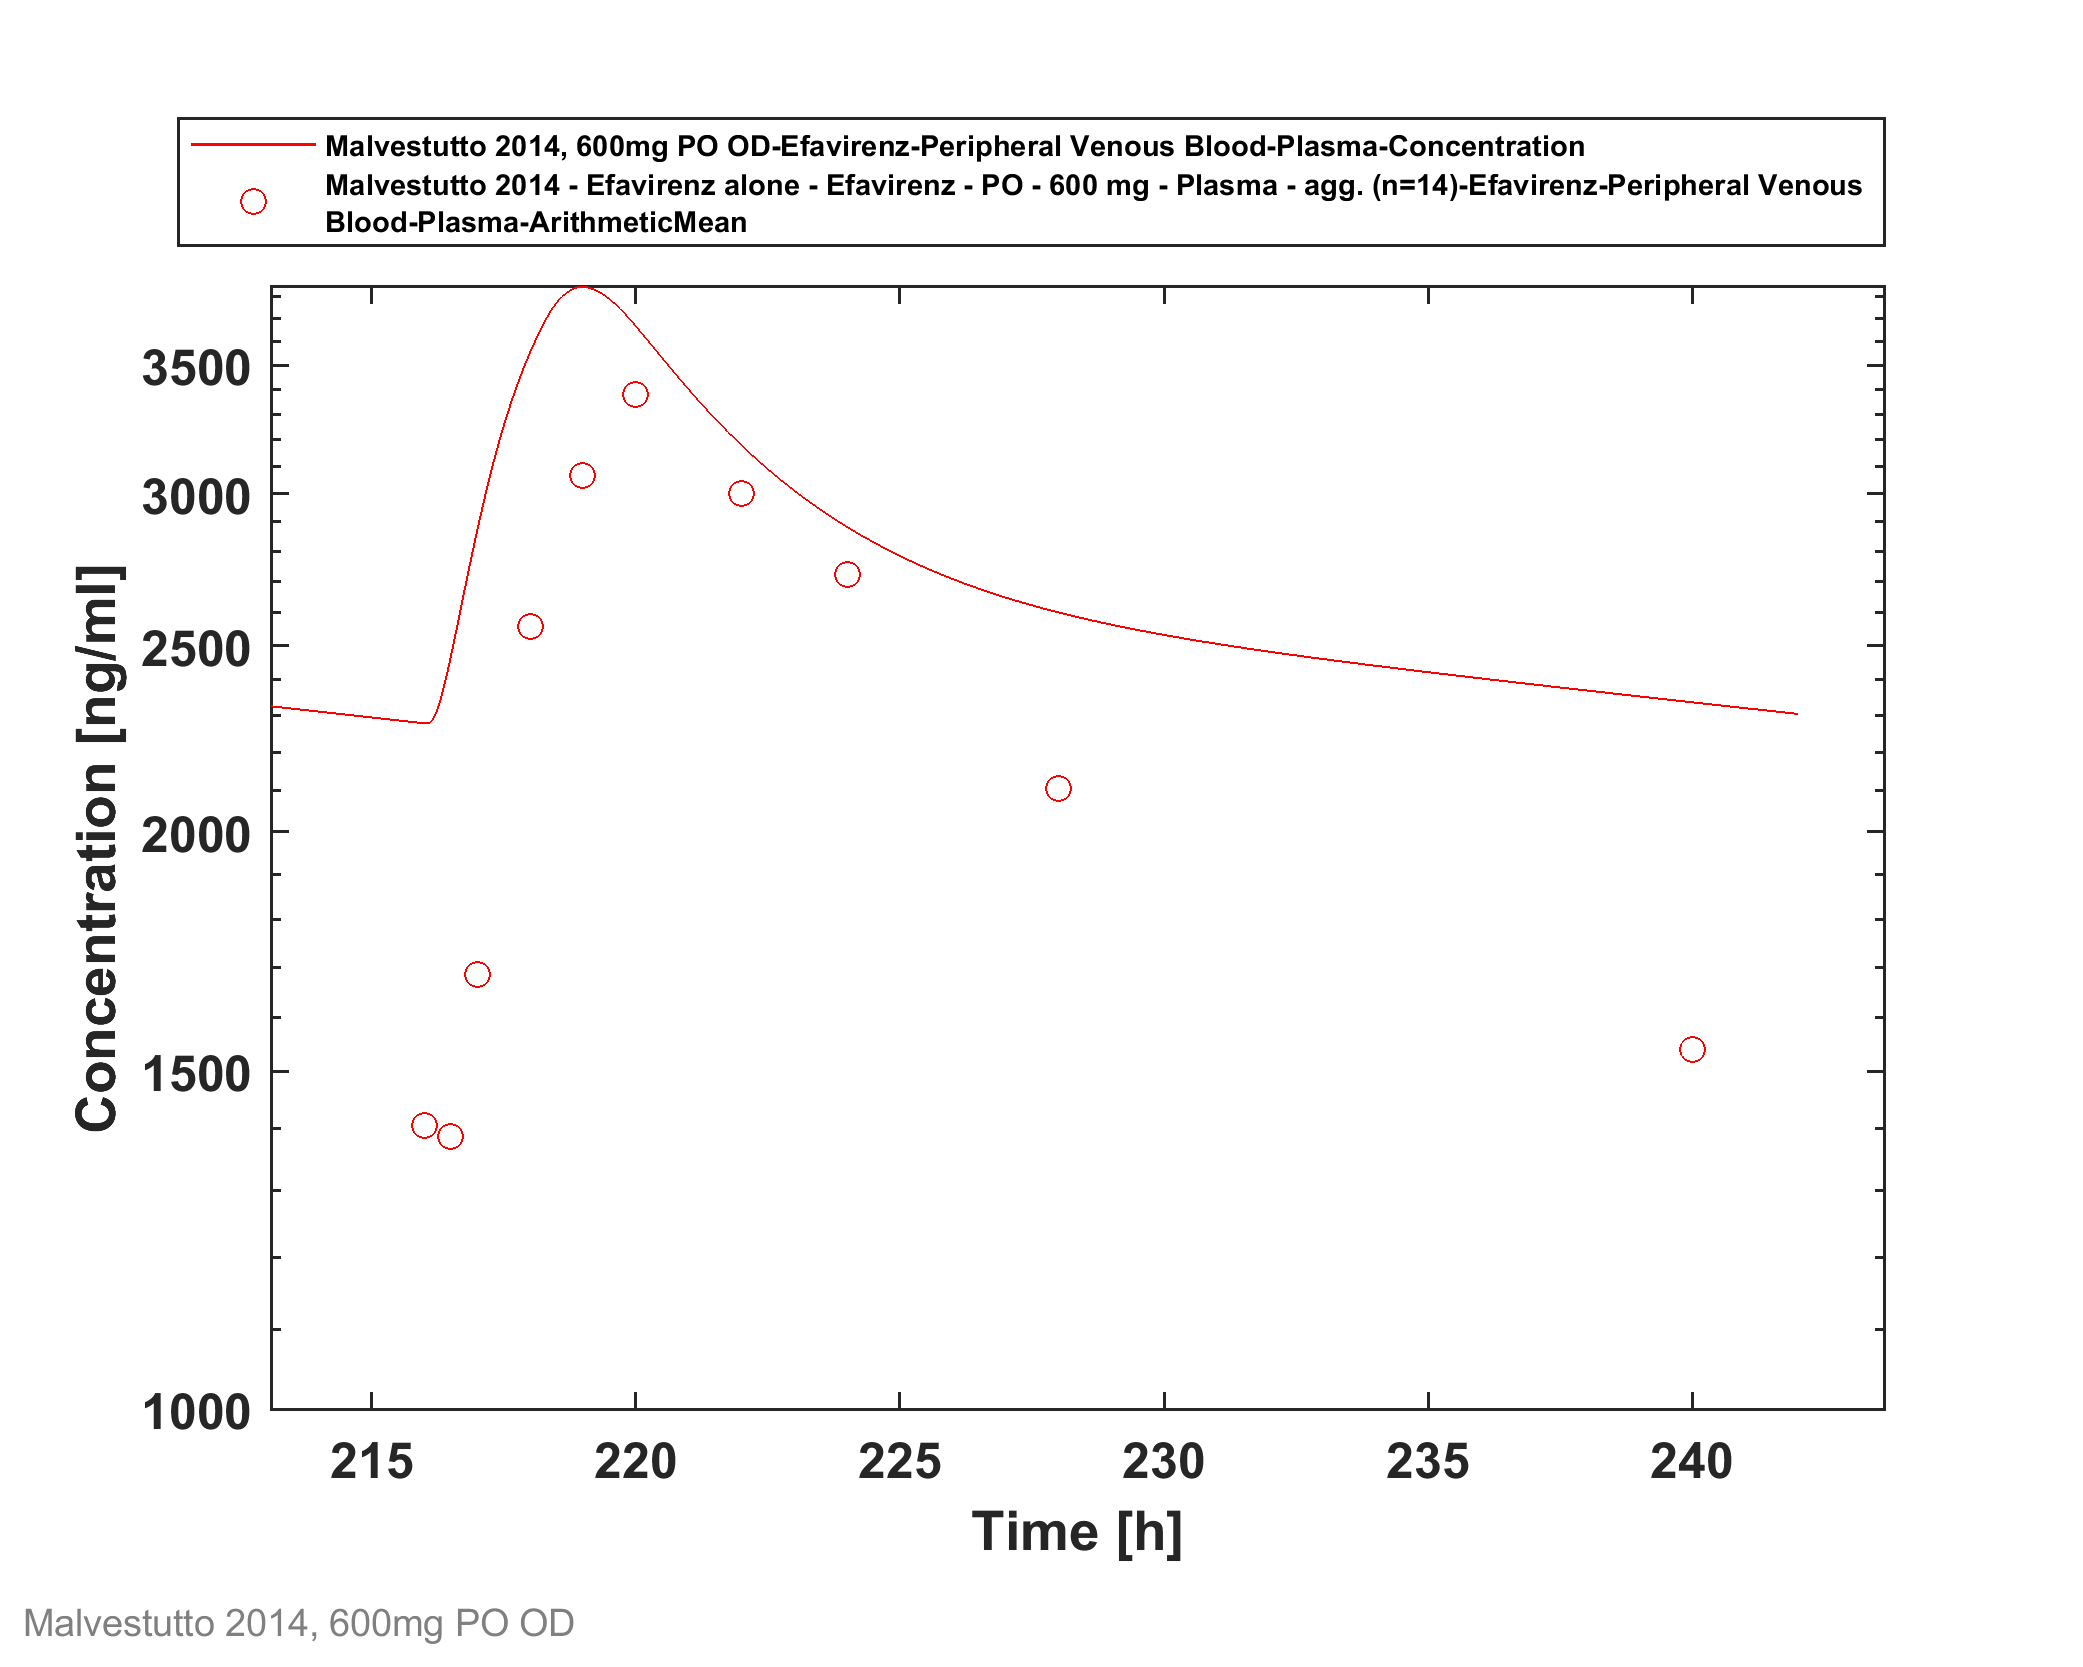 Malvestutto 2014, 600mg PO OD-Efavirenz-Peripheral Venous Blood-Plasma-Concentration
Malvestutto 2014 - Efavirenz alone - Efavirenz - PO - 600 mg - Plasma - agg. (n=14)-Efavirenz-Peripheral Venous
Blood-Plasma-ArithmeticMean
3500
3000
2500
2000
1500
1000
Concentration [ng/ml]
215 220 225 230 235 240
Time [h]
Malvestutto 2014, 600mg PO OD